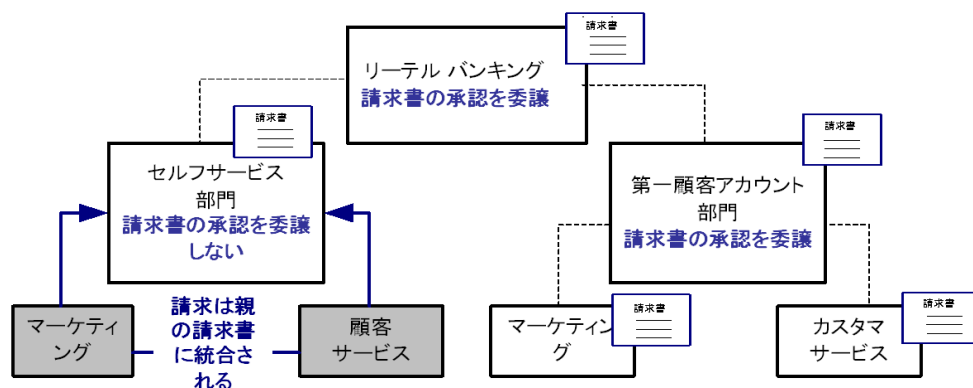 請求書
リーテル バンキング
請求書の承認を委譲
請求書
セルフサービス
部門
請求書の承認を委譲
しない
請求書
第一顧客アカウント
部門
請求書の承認を委譲
マーケティ
ング
請求は親
の請求書
に統合さ
れる
顧客
サービス
マーケティン
グ
請求書
カスタマ
サービス
請求書